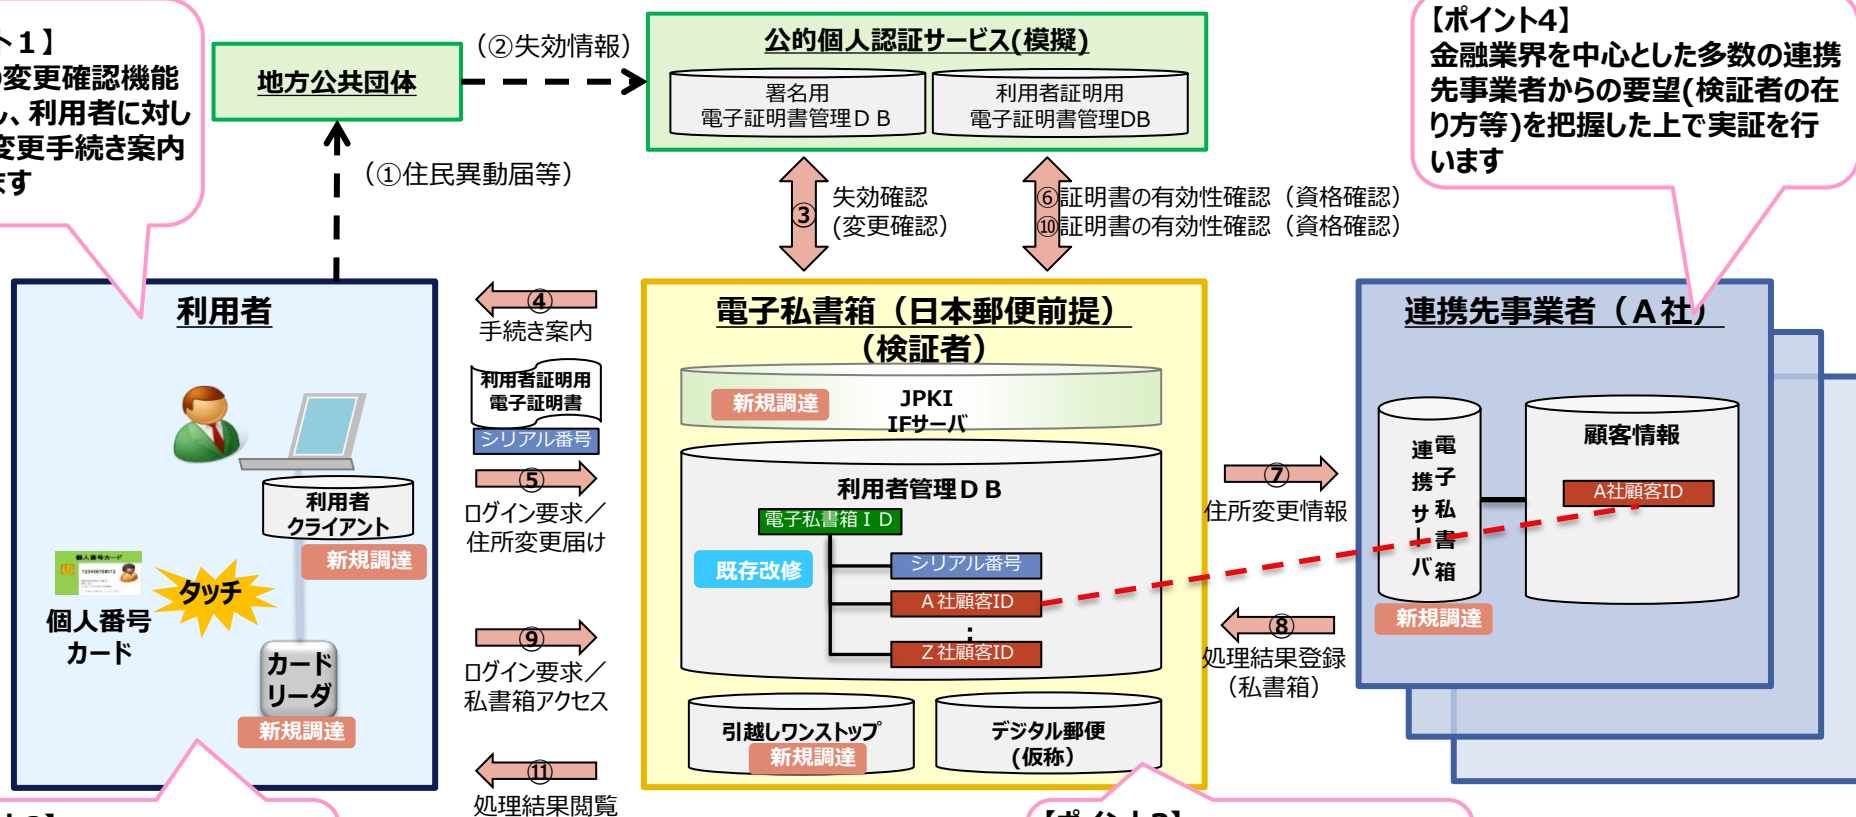 ト１】
の変更確認機能
し、利用者に対し
変更手続き案内
ます
地方公共団体
（②失効情報）
（①住民異動届等）
公的個人認証サービス(模擬)
署名用
電子証明書管理ＤＢ
利用者証明用
電子証明書管理DB
【ポイント4】
金融業界を中心とした多数の連携
先事業者からの要望(検証者の在
り方等)を把握した上で実証を行
います
③
失効確認
(変更確認）
⑥証明書の有効性確認（資格確認）
⑩証明書の有効性確認（資格確認）
利用者
利用者
クライアント
新規調達
個人番号カード
個人番号
カード
タッチ
カード
リーダ
新規調達
④
手続き案内
利用者証明用
電子証明書
シリアル番号
⑤
ログイン要求／
住所変更届け
⑨
ログイン要求／
私書箱アクセス
⑪
処理結果閲覧
電子私書箱（日本郵便前提）
（検証者）
新規調達
JPKI
IFサーバ
利用者管理ＤＢ
電子私書箱ＩＤ
既存改修
シリアル番号
Ａ社顧客ID
：
Ｚ社顧客ID
引越しワンストップ
新規調達
デジタル郵便
(仮称）
⑦
住所変更情報
⑧
処理結果登録
（私書箱）
連携先事業者（Ａ社）
電子私書箱
連携サーバ
新規調達
顧客情報
A社顧客ID
【ポイント3】